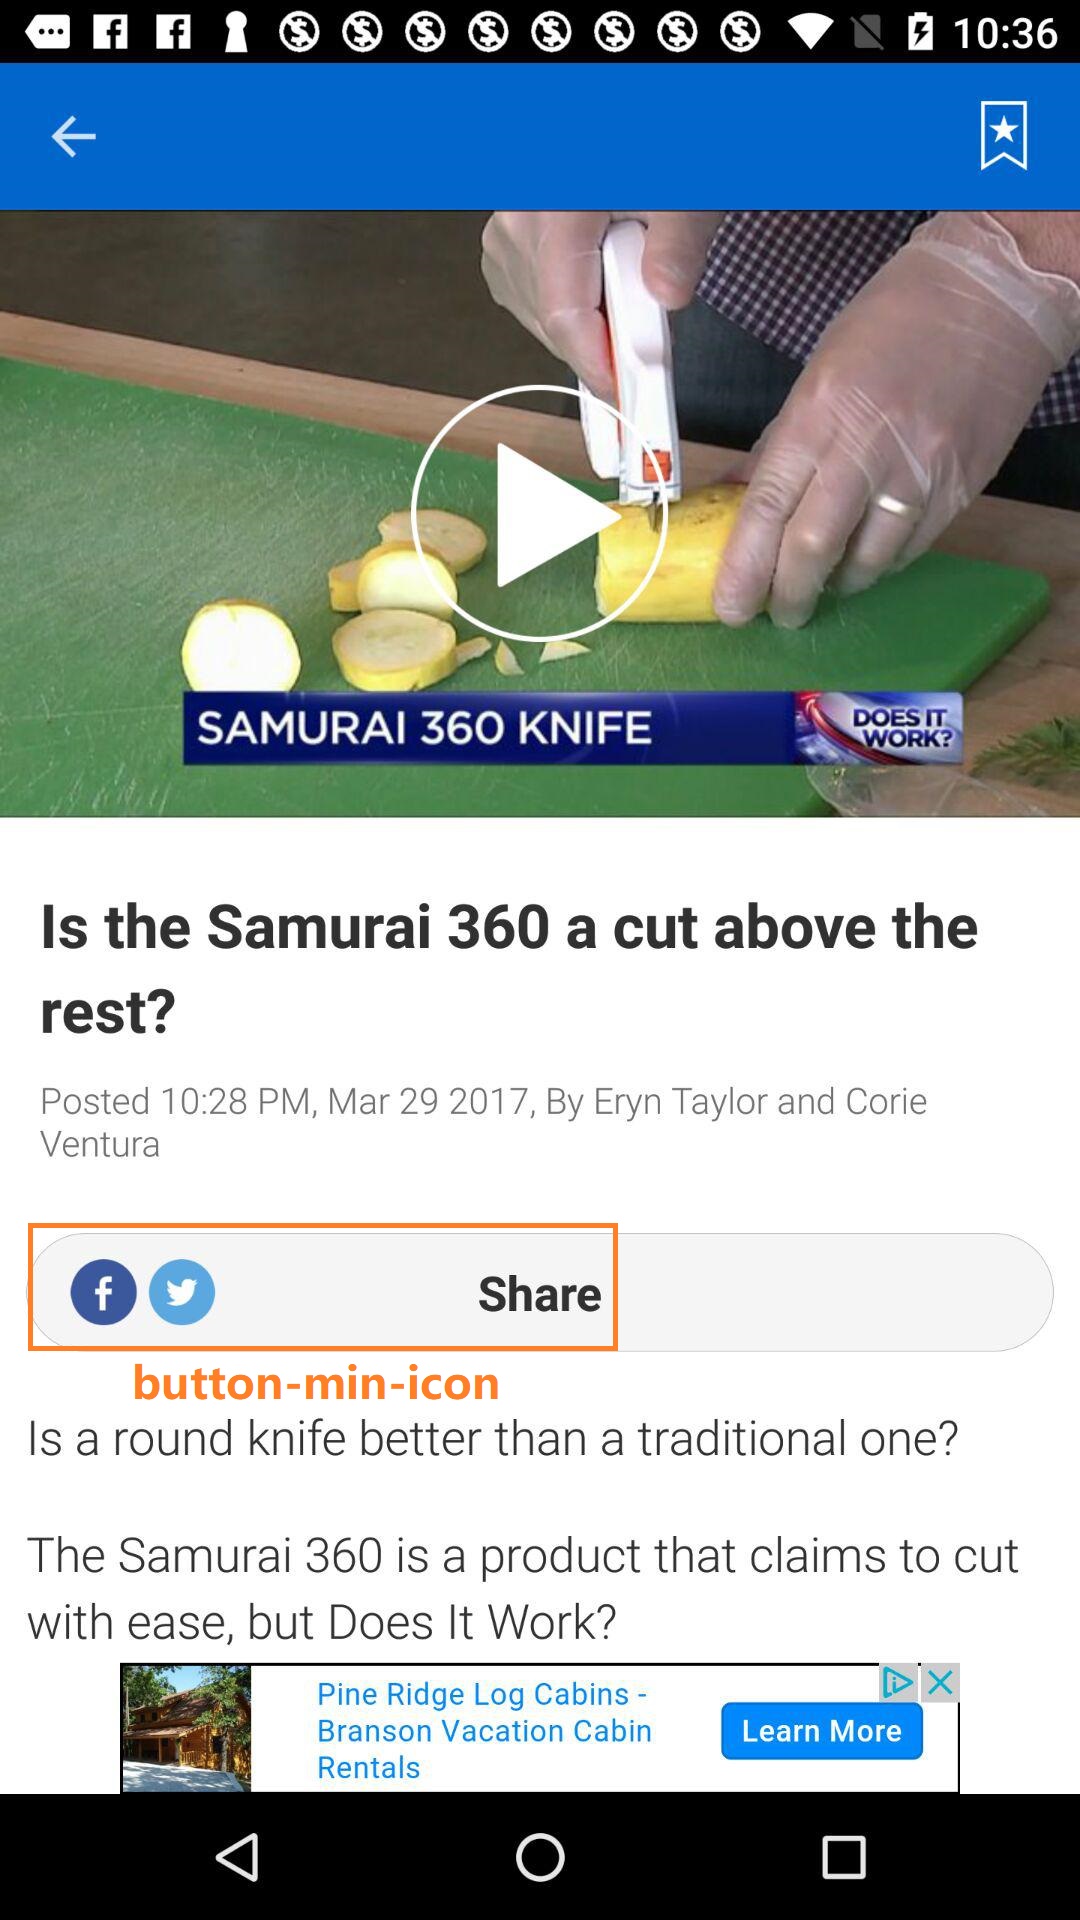 10:36
SAMURAI 360 KNIFE
DOES IT
WORK?
Is the Samurai 360 a cut above the
rest?
Posted 10:28 PM, Mar 29 2017, By Eryn Taylor and Corie
Ventura
Share
button-min-icon
Is a round knife better than a traditional one?
The Samurai 360 is a product that claims to cut
with ease, but Does It Work?
Pine Ridge Log Cabins -
Branson Vacation Cabin
Rentals
Learn More